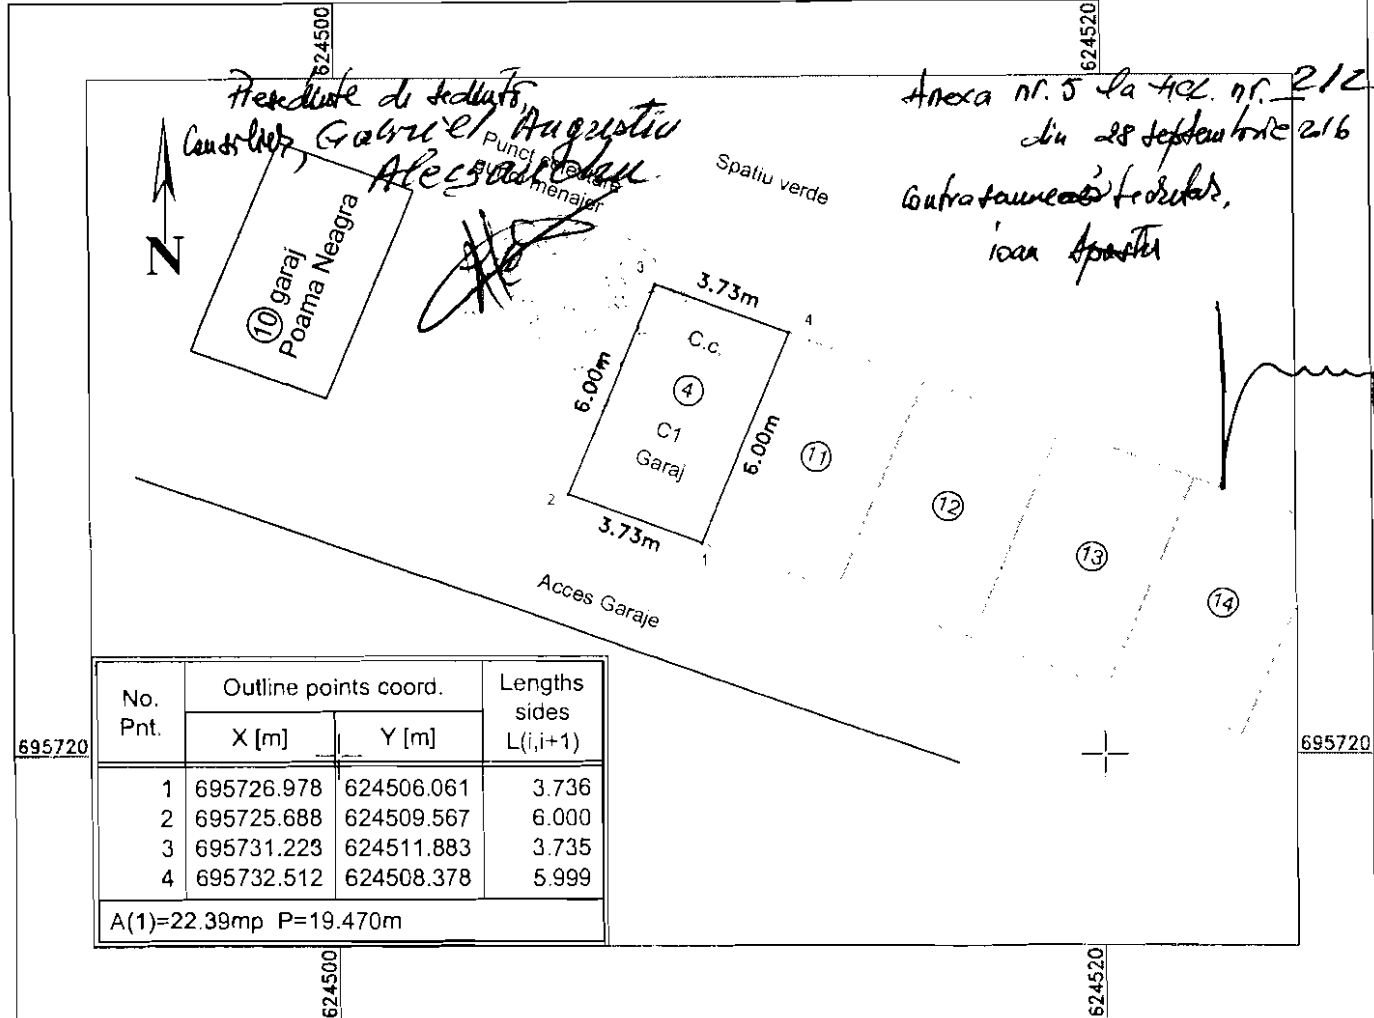 624500
624520
Presedinte de sedinta,
Consilier, Gabriel Augustin
Alecsandru
Anexa nr. 5 la HCL. nr. 212
din 28 septembrie 2016
Contrasemnează secretar,
ioan Apostu
N
Punct colectare
gunoi menajer
Spatiu verde
10 garaj
Poama Neagra
3
3.73m
4
C.c.
4
C1
Garaj
6.00m
6.00m
2
3.73m
1
11
12
13
14
Acces Garaje
695720
695720
No. Pnt. Outline points coord. Lengths sides L(i,i+1)
X [m] Y [m]
1 695726.978 624506.061 3.736
2 695725.688 624509.567 6.000
3 695731.223 624511.883 3.735
4 695732.512 624508.378 5.999
A(1)=22.39mp P=19.470m
624500
624520